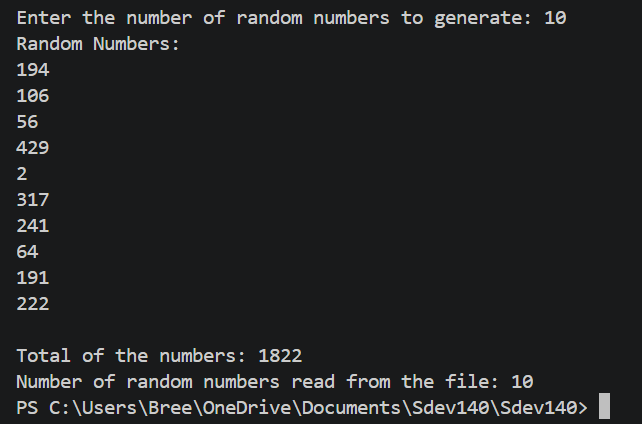 Enter the number of random numbers to generate: 10
Random Numbers:
194
106
56
429
2
317
241
64
191
222
Total of the numbers: 1822
Number of random numbers read from the file: 10
PS C:\Users\Bree\OneDrive\Documents\Sdev140\Sdev140>